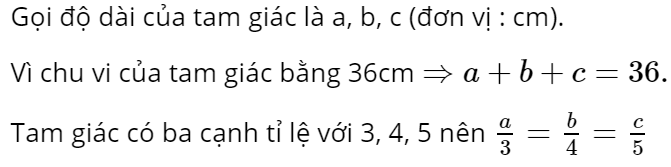 Gọi độ dài của tam giác là a, b, c (đơn vị : cm).
Vì chu vi của tam giác bằng 36cm ⇒ a + b + c = 36.
Tam giác có ba cạnh tỉ lệ với 3, 4, 5 nên a/3 = b/4 = c/5